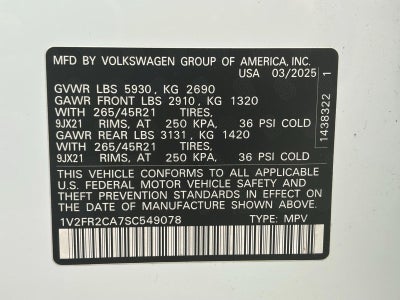 MFD BY VOLKSWAGEN GROUP OF AMERICA, INC.
USA 03/2025
GVWR LBS 5930, KG 2690
GAWR FRONT LBS 2910, KG 1320
WITH 265/45R21 TIRES,
9JX21 RIMS, AT 250 KPA, 36 PSI COLD
GAWR REAR LBS 3131, KG 1420
WITH 265/45R21 TIRES,
9JX21 RIMS, AT 250 KPA, 36 PSI COLD
THIS VEHICLE CONFORMS TO ALL APPLICABLE
U.S. FEDERAL MOTOR VEHICLE SAFETY AND
THEFT PREVENTION STANDARDS IN EFFECT ON
THE DATE OF MANUFACTURE SHOWN ABOVE.
1V2FR2CA7SC549078 TYPE: MPV
1438322 1